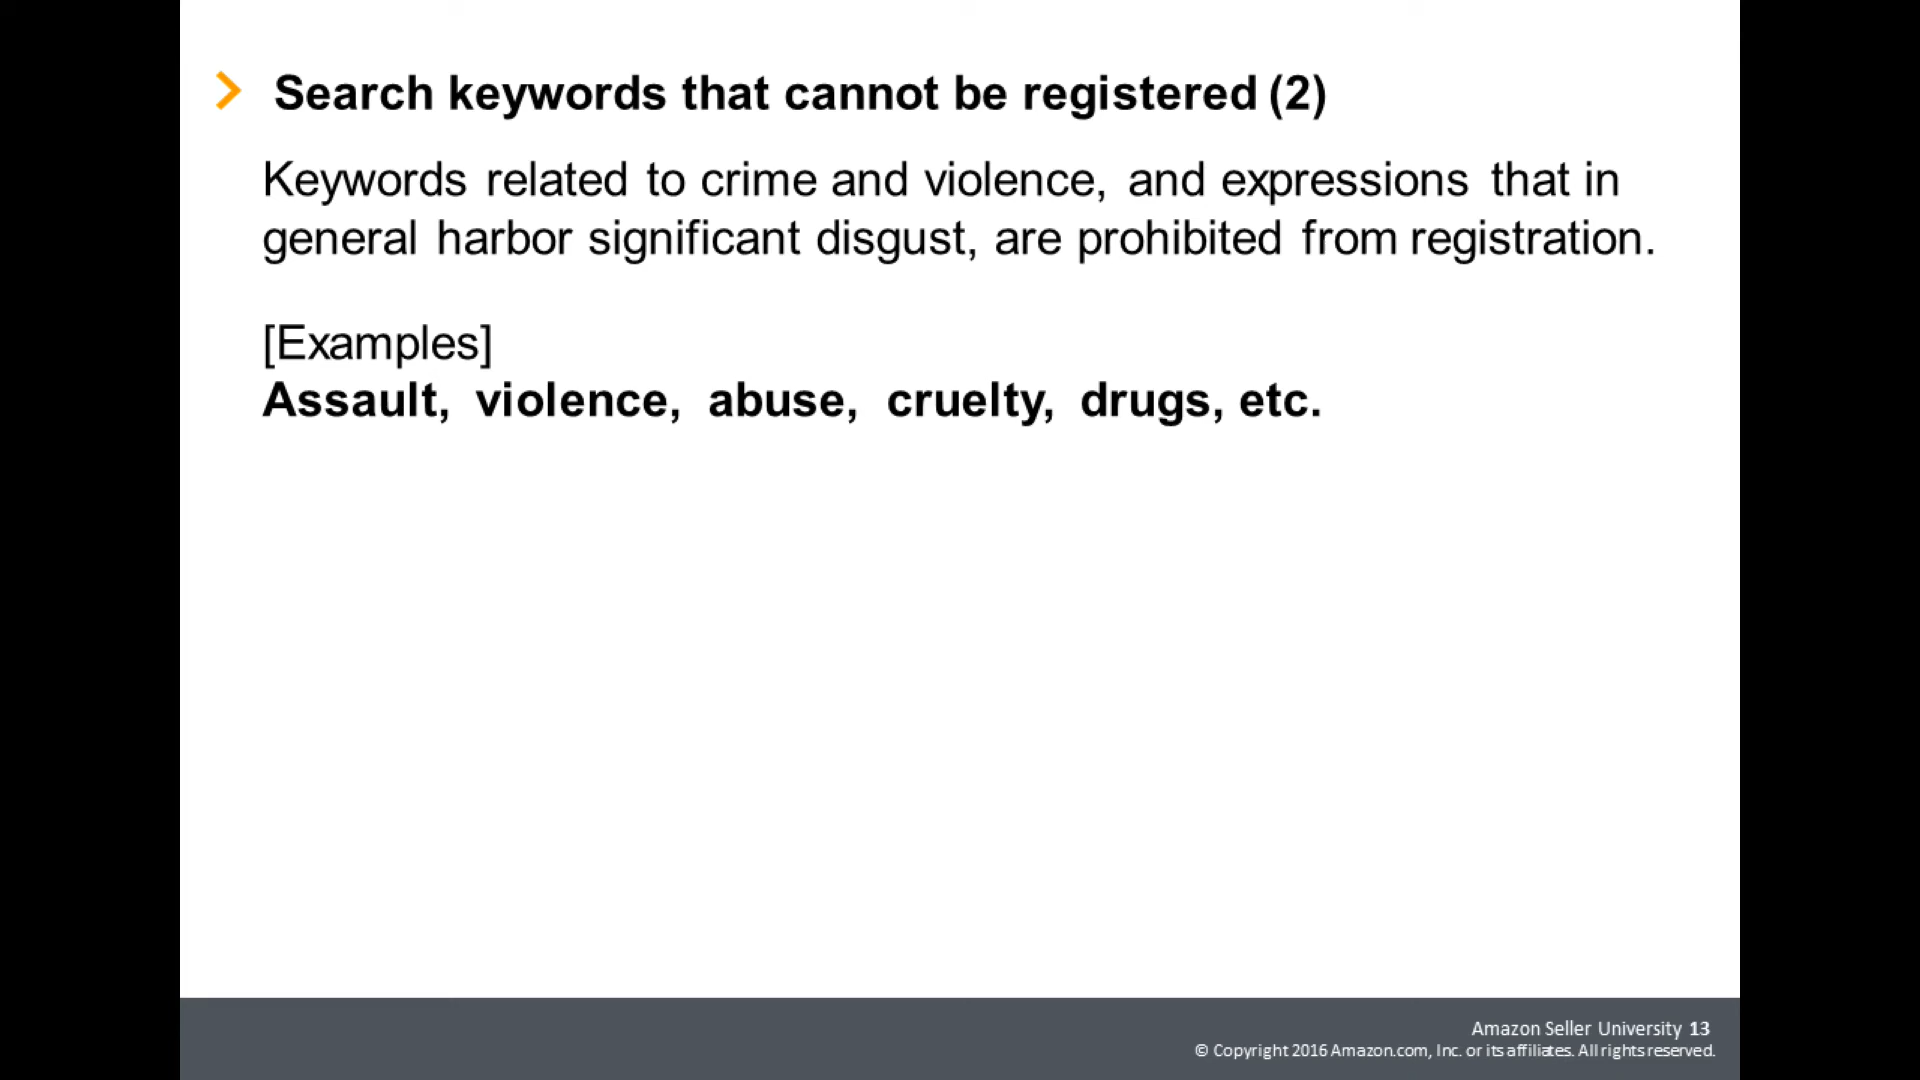 Search keywords that cannot be registered (2)
Keywords related to crime and violence, and expressions that in
general harbor significant disgust, are prohibited from registration.
[Examples]
Assault, violence, abuse, cruelty, drugs, etc.
Amazon Seller University 13
© Copyright 2016 Amazon.com, Inc. or its affiliates. All rights reserved.